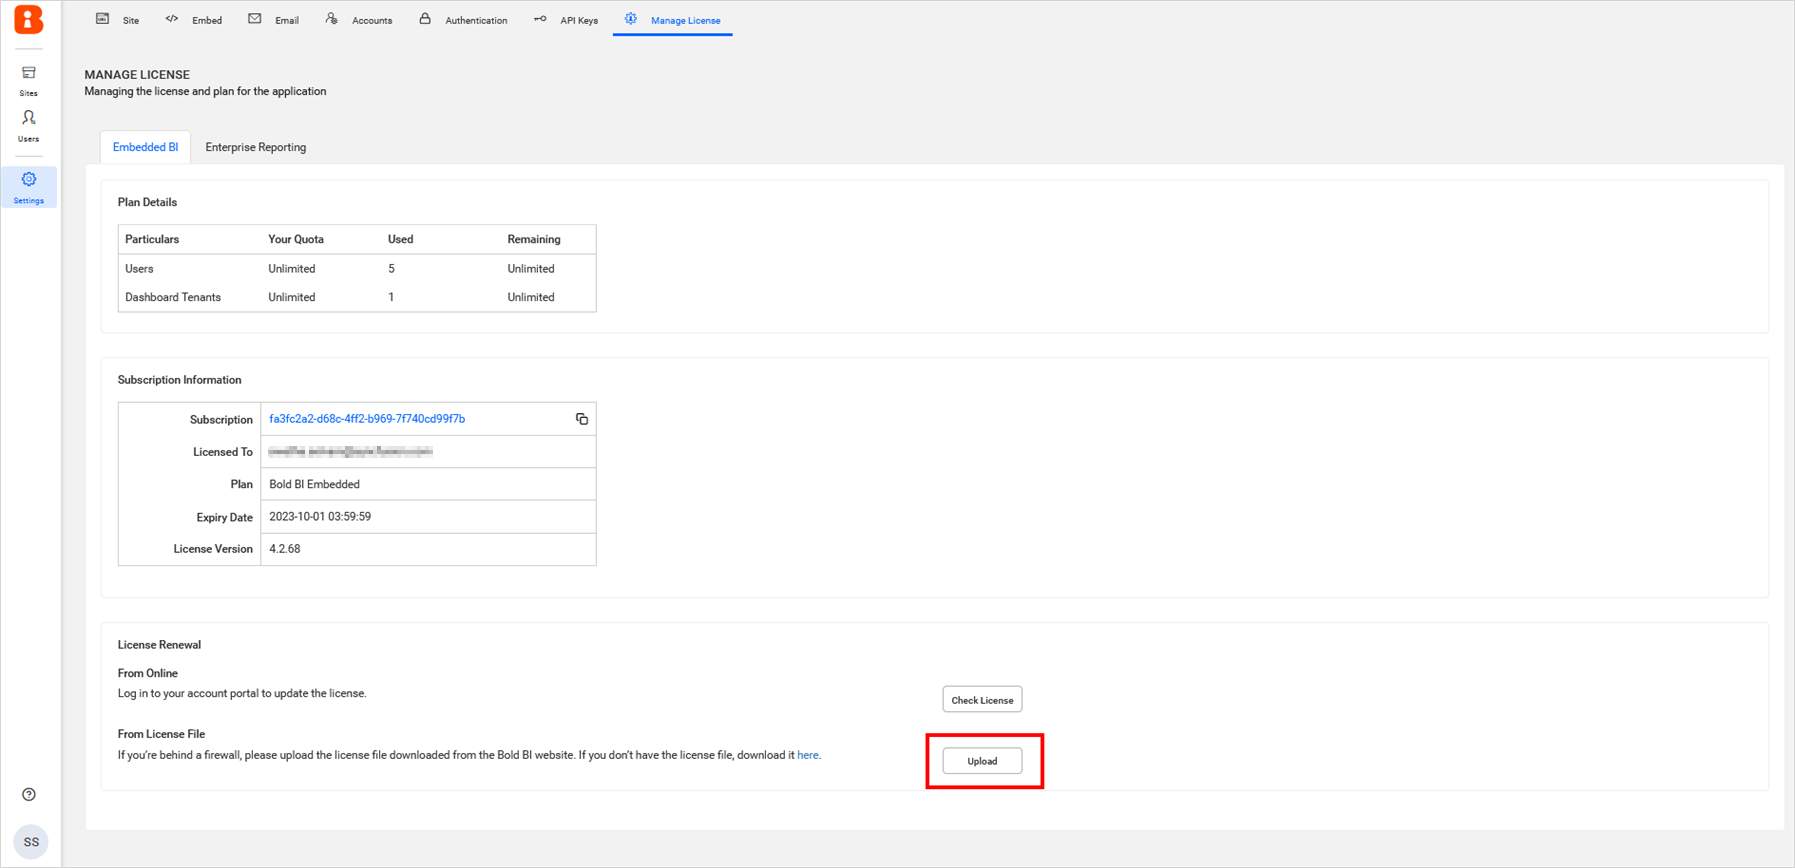 Site Embed Email Accounts Authentication API Keys Manage License
Sites
Users
Settings
MANAGE LICENSE
Managing the license and plan for the application
Embedded BI Enterprise Reporting
Plan Details
Particulars Your Quota Used Remaining
Users Unlimited 5 Unlimited
Dashboard Tenants Unlimited 1 Unlimited
Subscription Information
Subscription fa3fc2a2-d68c-4ff2-b969-7f740cd99f7b
Licensed To
Plan Bold BI Embedded
Expiry Date 2023-10-01 03:59:59
License Version 4.2.68
License Renewal
From Online
Log in to your account portal to update the license.
Check License
From License File
If you're behind a firewall, please upload the license file downloaded from the Bold BI website. If you don't have the license file, download it here.
Upload
SS